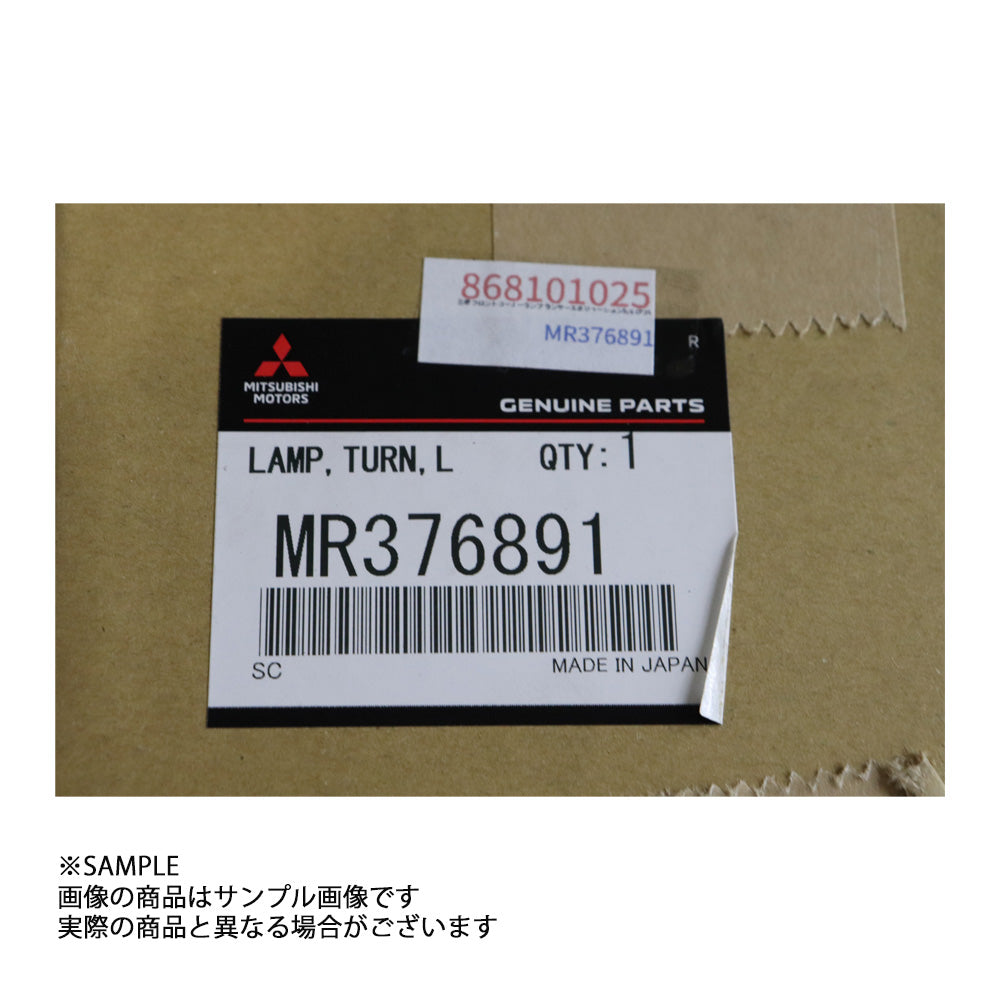 868101025
MR376891
R
MITSUBISHI
MOTORS
GENUINE PARTS
LAMP, TURN, L QTY: 1
MR376891
SC MADE IN JAPAN
※SAMPLE
画像の商品はサンプル画像です
実際の商品と異なる場合がございます